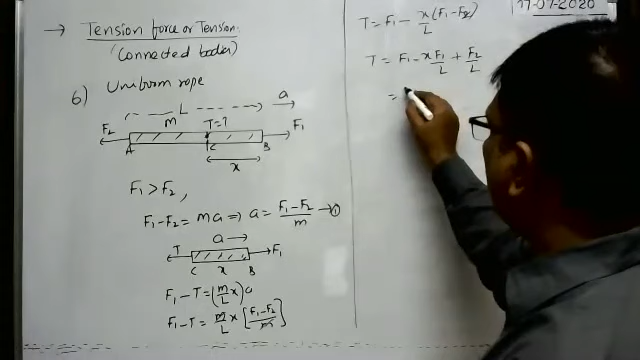 → Tension force or Tension:
(Connected bodies)
6) Uniform rope
L
a
m
T=T
F₂
F₁
A
C
B
x
F₁ > F₂,
F₁-F₂ = ma ⇒ a = (F₁-F₂)/m →①
a →
T
F₁
C x B
F₁-T = (m/L x) a
F₁-T = m/L x [(F₁-F₂)/m]
17-07-2020
T = F₁ - x/L (F₁-F₂)
T = F₁ - xF₁/L + F₂/L
=